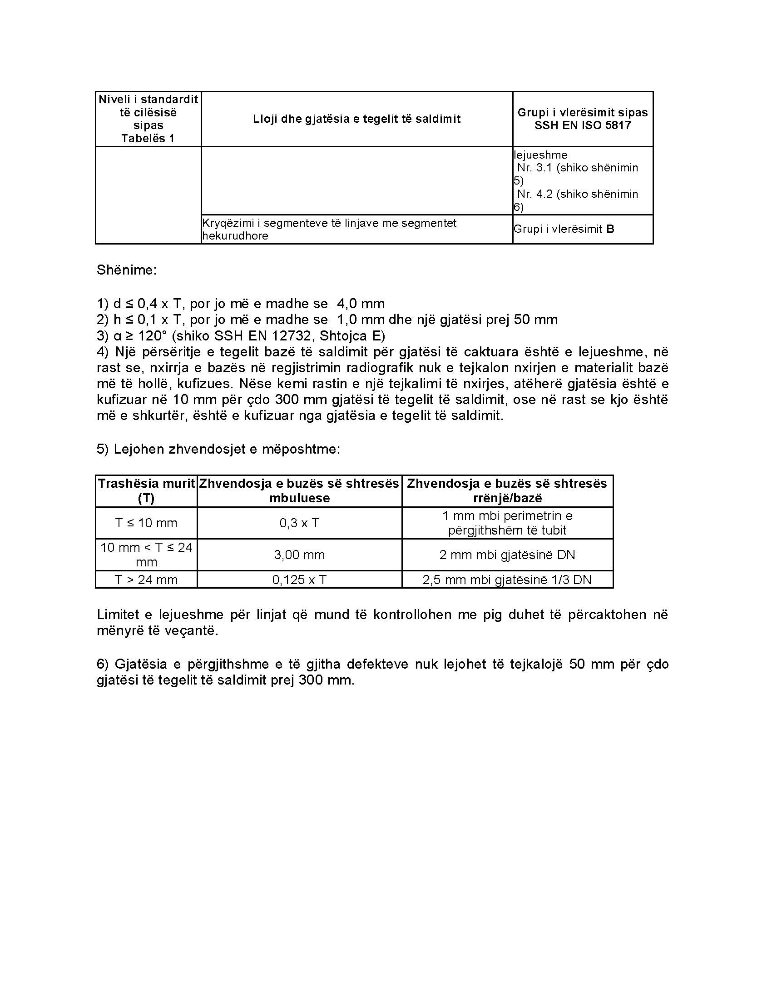 Niveli i standardit
të cilësisë
sipas
Tabelës 1
Lloji dhe gjatësia e tegelit të saldimit
Grupi i vlerësimit sipas
SSH EN ISO 5817
lejueshme
Nr. 3.1 (shiko shënimin
5)
Nr. 4.2 (shiko shënimin
6)
Kryqëzimi i segmenteve të linjave me segmentet
hekurudhore
Grupi i vlerësimit B
Shënime:
1) d ≤ 0,4 x T, por jo më e madhe se  4,0 mm
2) h ≤ 0,1 x T, por jo më e madhe se  1,0 mm dhe një gjatësi prej 50 mm
3) α ≥ 120° (shiko SSH EN 12732, Shtojca E)
4) Një përsëritje e tegelit bazë të saldimit për gjatësi të caktuara është e lejueshme, në
rast se, nxirrja e bazës në regjistrimin radiografik nuk e tejkalon nxirjen e materialit bazë
më të hollë, kufizues. Nëse kemi rastin e një tejkalimi të nxirjes, atëherë gjatësia është e
kufizuar në 10 mm për çdo 300 mm gjatësi të tegelit të saldimit, ose në rast se kjo është
më e shkurtër, është e kufizuar nga gjatësia e tegelit të saldimit.
5) Lejohen zhvendosjet e mëposhtme:
Trashësia murit
(T)
Zhvendosja e buzës së shtresës
mbuluese
Zhvendosja e buzës së shtresës
rrënjë/bazë
T ≤ 10 mm
0,3 x T
1 mm mbi perimetrin e
përgjithshëm të tubit
10 mm < T ≤ 24
mm
3,00 mm
2 mm mbi gjatësinë DN
T > 24 mm
0,125 x T
2,5 mm mbi gjatësinë 1/3 DN
Limitet e lejueshme për linjat që mund të kontrollohen me pig duhet të përcaktohen në
mënyrë të veçantë.
6) Gjatësia e përgjithshme e të gjitha defekteve nuk lejohet të tejkalojë 50 mm për çdo
gjatësi të tegelit të saldimit prej 300 mm.